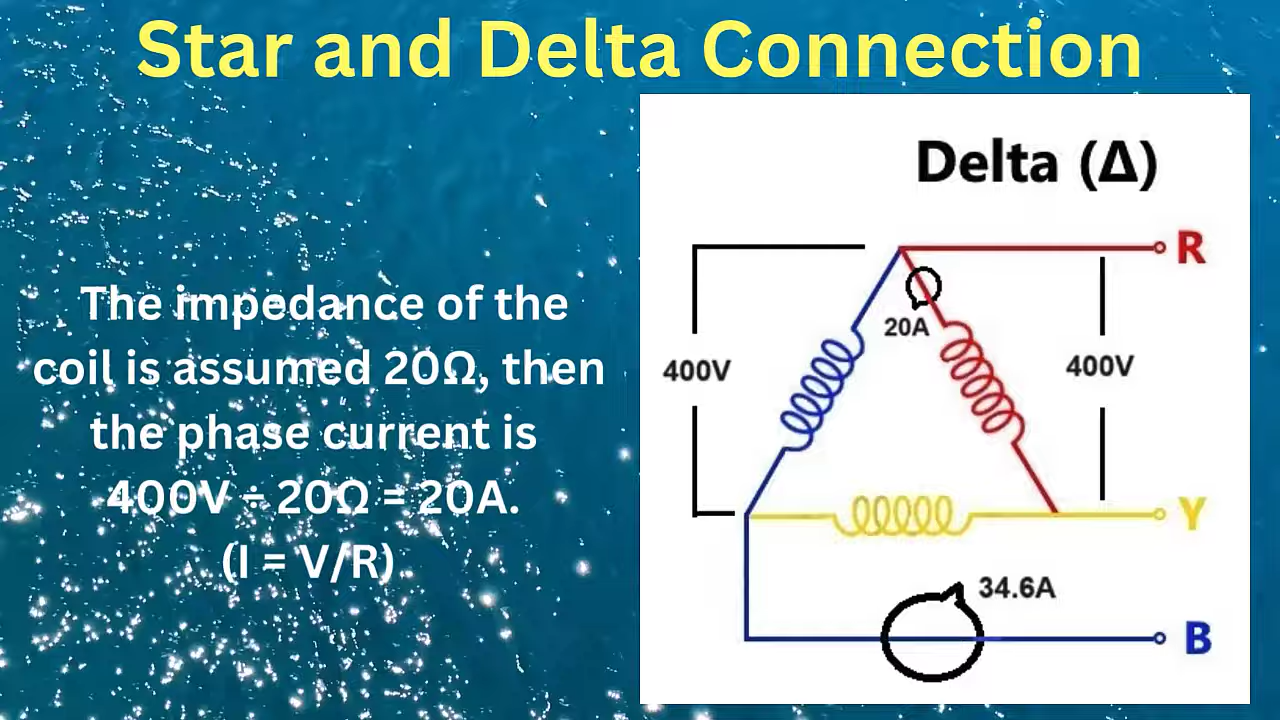 Star and Delta Connection
The impedance of the
coil is assumed 20Ω, then
the phase current is
400V ÷ 20Ω = 20A.
(I = V/R)
Delta (Δ)
R
20A
400V
400V
Y
34.6A
B